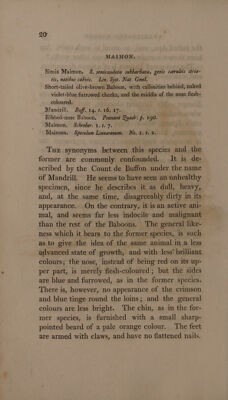 20
MAIMON.
Simia Maimon. S. semicaudata subbarbata, genis cæruleis striatis, natibus calvis. Lin. Syst. Nat. Gmel.
Short-tailed olive-brown Baboon, with callosities behind, naked
violet-blue furrowed cheeks, and the middle of the nose flesh-
coloured.
Mandrill. Buff. 14. t. 16. 17.
Ribbed-nose Baboon. Pennant Quadr. p.
Maimon. Schreber. 1. t. 7.
Maimon. Speculum Linnæanum. No. 1. t. 2.
The synonyms between this species and the
former are commonly confounded. It is de-
scribed by the Count de Buffon under the name
of Mandrill. He seems to have seen an unhealthy
specimen, since he describes it as dull, heavy,
and, at the same time, disagreeably dirty in its
appearance. On the contrary, it is an active ani-
mal, and seems far less indocile and malignant
than the rest of the Baboons. The general like-
ness which it bears to the former species, is such
as to give the idea of the same animal in a less
advanced state of growth, and with less brilliant
colours; the nose, instead of being red on its up-
per part, is merely flesh-coloured; but the sides
are blue and furrowed, as in the former species.
There is, however, no appearance of the crimson
and blue tinge round the loins; and the general
colours are less bright. The chin, as in the for-
mer species, is furnished with a small sharp-
pointed beard of a pale orange colour. The feet
are armed with claws, and have no flattened nails.